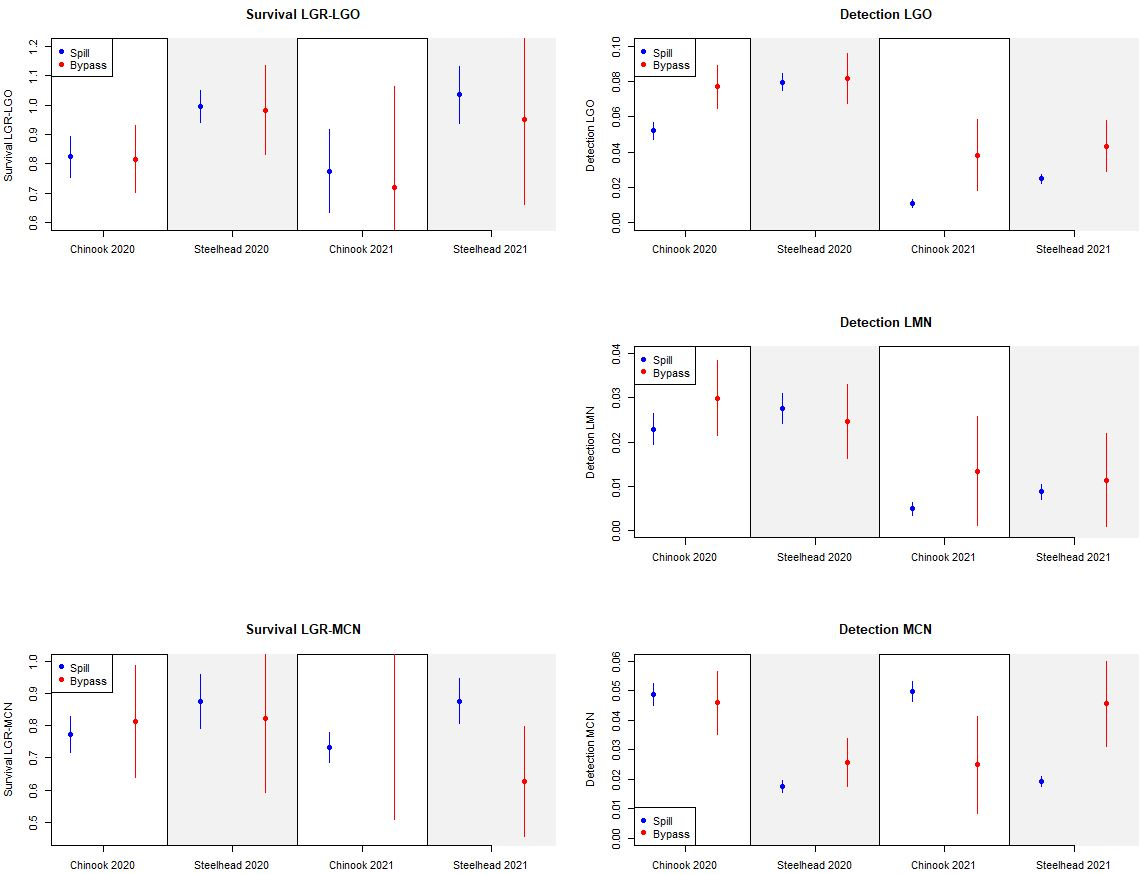 Survival LGR-LGO
Survival LGR-LGO
1.2
1.1
1.0
0.9
0.8
0.7
0.6
Spill
Bypass
Chinook 2020 Steelhead 2020 Chinook 2021 Steelhead 2021
Detection LGO
Detection LGO
0.10
0.08
0.06
0.04
0.02
0.00
Spill
Bypass
Chinook 2020 Steelhead 2020 Chinook 2021 Steelhead 2021
Detection LMN
Detection LMN
0.04
0.03
0.02
0.01
0.00
Spill
Bypass
Chinook 2020 Steelhead 2020 Chinook 2021 Steelhead 2021
Survival LGR-MCN
Survival LGR-MCN
1.0
0.9
0.8
0.7
0.6
0.5
Spill
Bypass
Chinook 2020 Steelhead 2020 Chinook 2021 Steelhead 2021
Detection MCN
Detection MCN
0.06
0.05
0.04
0.03
0.02
0.01
0.00
Spill
Bypass
Chinook 2020 Steelhead 2020 Chinook 2021 Steelhead 2021